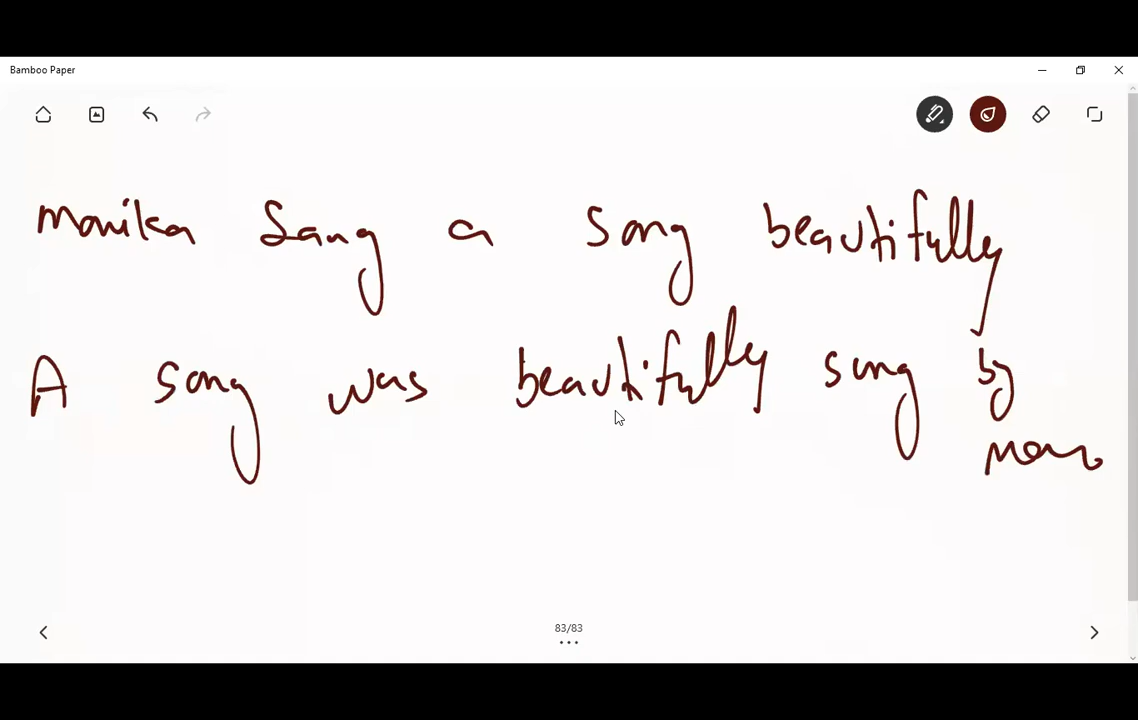 Bamboo Paper
Monika Sang a song beautifully
A song was beautifully sung by
83/83